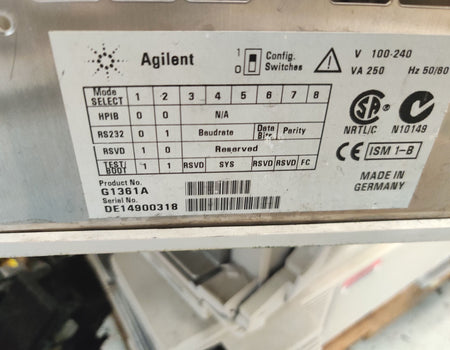 Agilent
1
0
Config.
Switches
V 100-240
VA 250 Hz 50/60
Mode SELECT 1 2 3 4 5 6 7 8
HPIB 0 0 N/A
RS232 0 1 Baudrate Data Bits Parity
RSVD 1 0 Reserved
TEST/BOOT 1 1 RSVD SYS RSVD RSVD FC
NRTL/C N10149
CE ISM 1-B
Product No.
G1361A
Serial No.
DE14900318
MADE IN
GERMANY